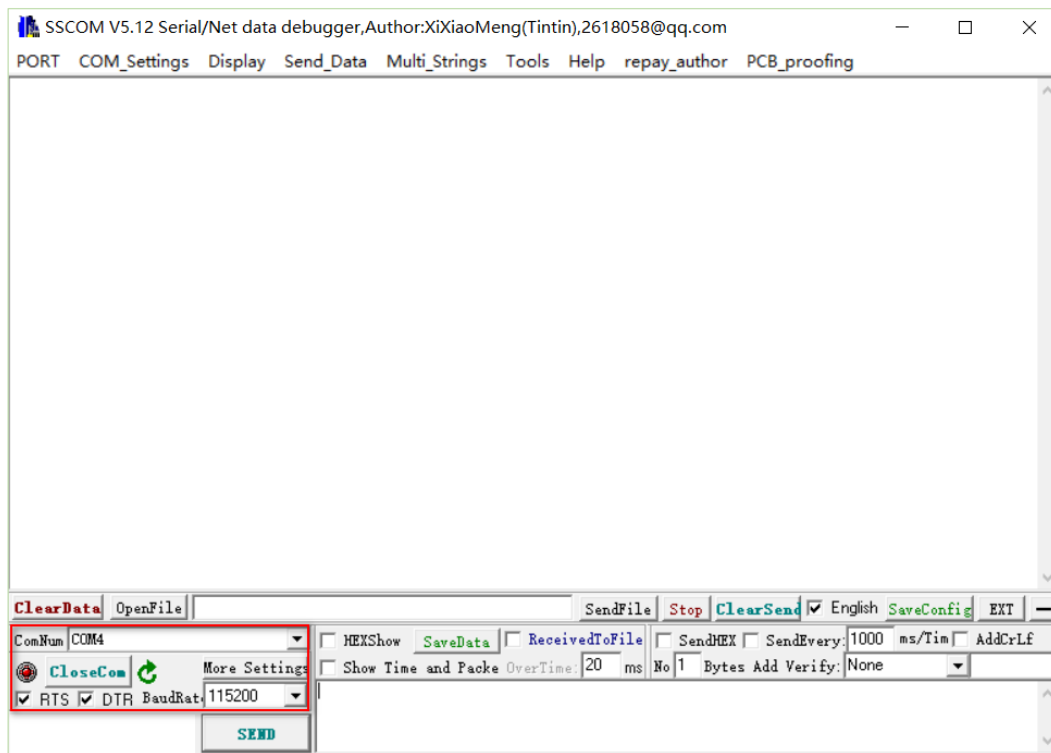 SSCOM V5.12 Serial/Net data debugger,Author:XiXiaoMeng(Tintin),2618058@qq.com
PORT COM_Settings Display Send_Data Multi_Strings Tools Help repay_author PCB_proofing
ClearData OpenFile SendFile Stop ClearSend English SaveConfig EXT
ComNum COM4 HEXShow SaveData ReceivedToFile SendHEX SendEvery: 1000 ms/Tim AddCrLf
CloseCom More Settings Show Time and Packe OverTime: 20 ms No 1 Bytes Add Verify: None
RTS DTR BaudRat 115200
SEND